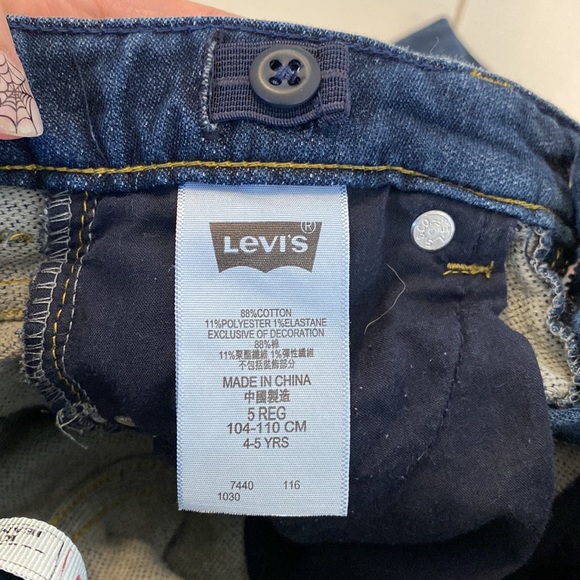 LEVI'S ®
88%COTTON
11%POLYESTER 1%ELASTANE
EXCLUSIVE OF DECORATION
88%棉
11%聚酯纖維 1%彈性纖維
不包括裝飾部分
MADE IN CHINA
中國製造
5 REG
104-110 CM
4-5 YRS
7440 116
1030